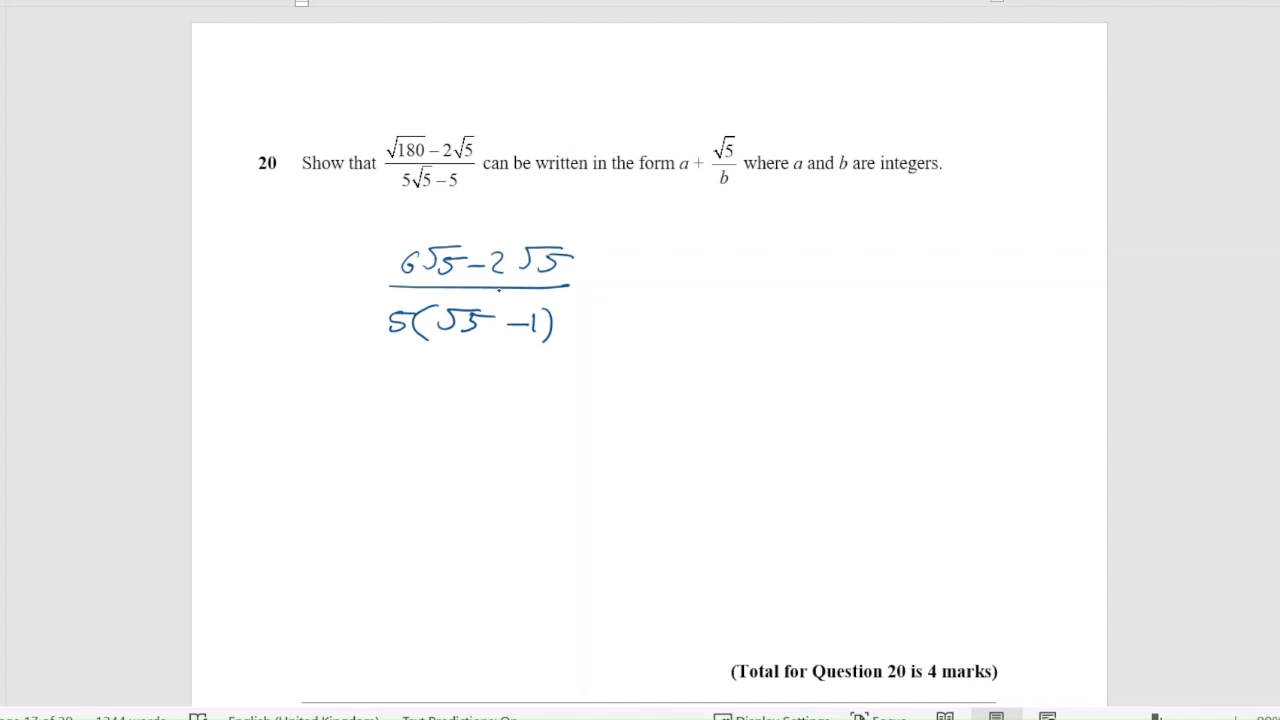 20 Show that (√180 – 2√5)/(5√5 – 5) can be written in the form a + √5/b where a and b are integers.
6√5 – 2√5
5(√5 – 1)
(Total for Question 20 is 4 marks)